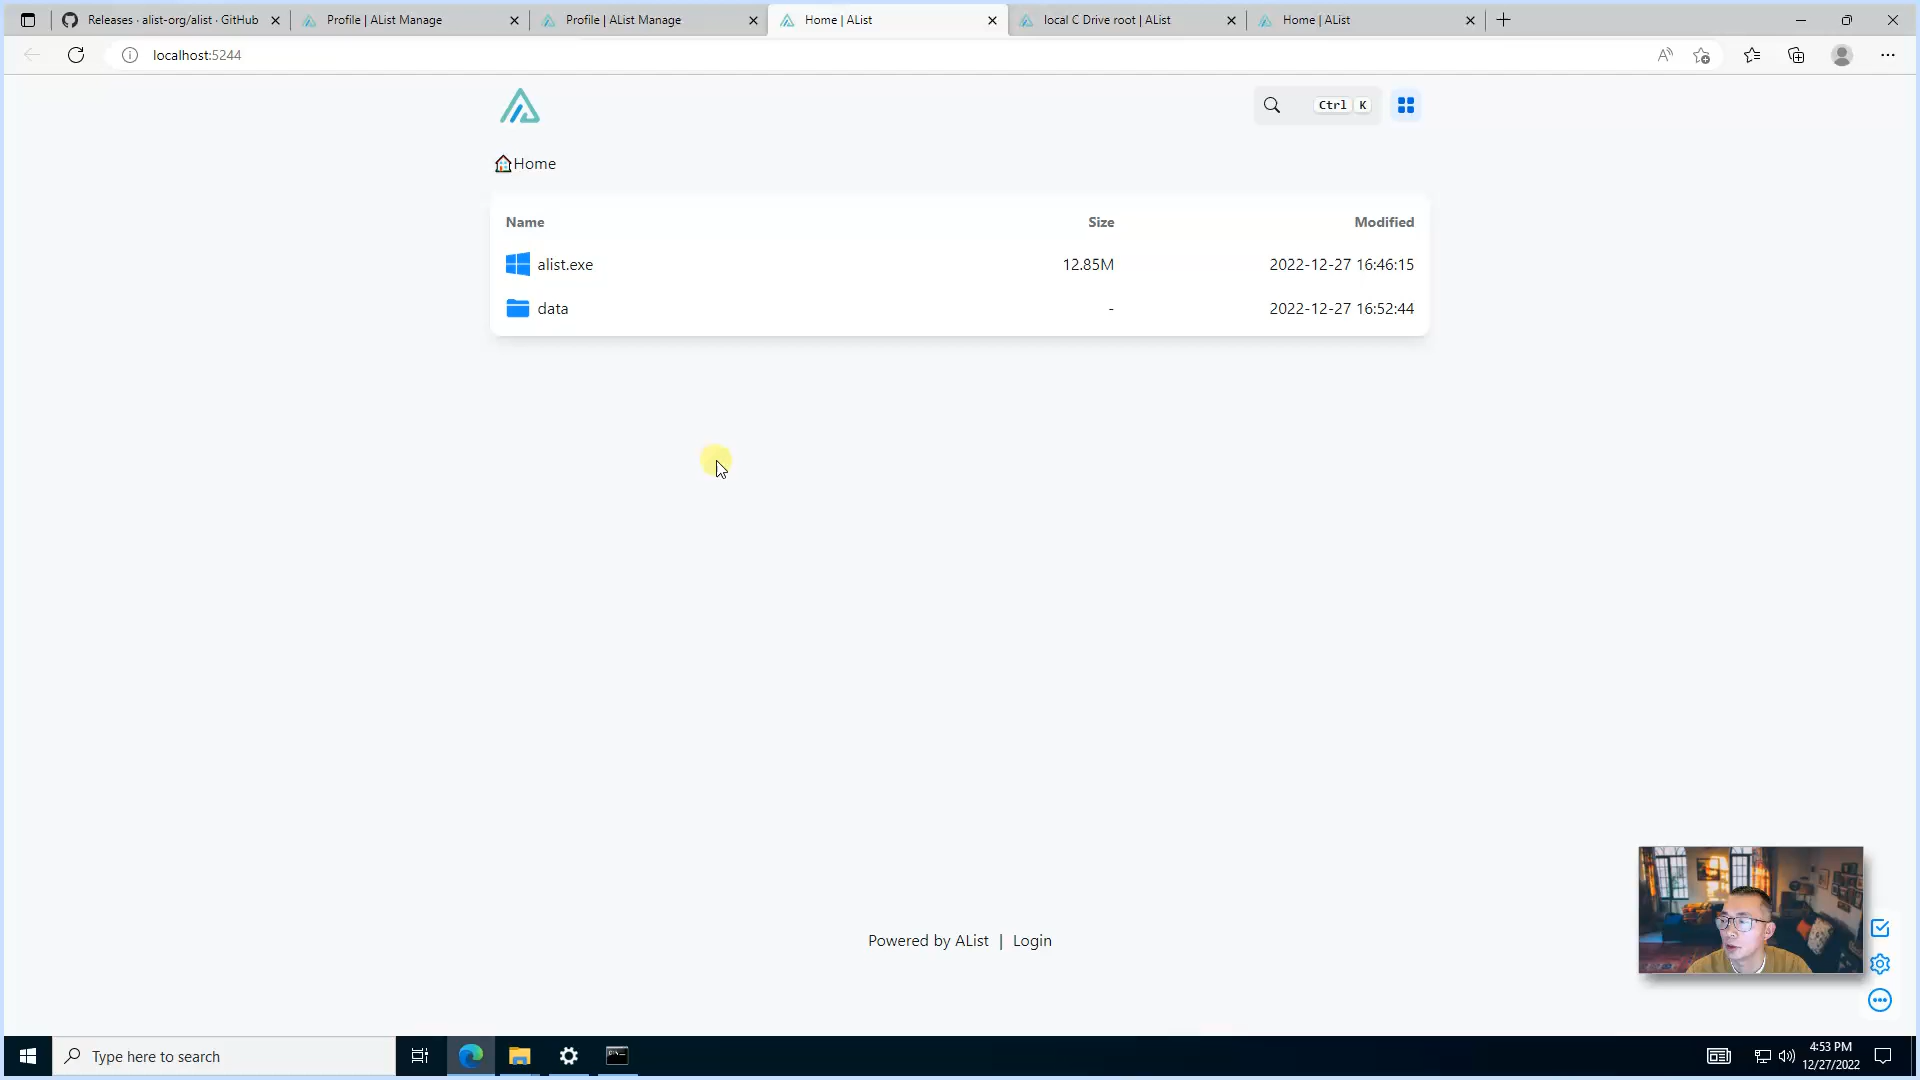 Releases · alist-org/alist · GitHub
Profile | AList Manage
Profile | AList Manage
Home | AList
local C Drive root | AList
Home | AList
localhost:5244
Ctrl K
Home
Name Size Modified
alist.exe 12.85M 2022-12-27 16:46:15
data - 2022-12-27 16:52:44
Powered by AList | Login
Type here to search
4:53 PM
12/27/2022